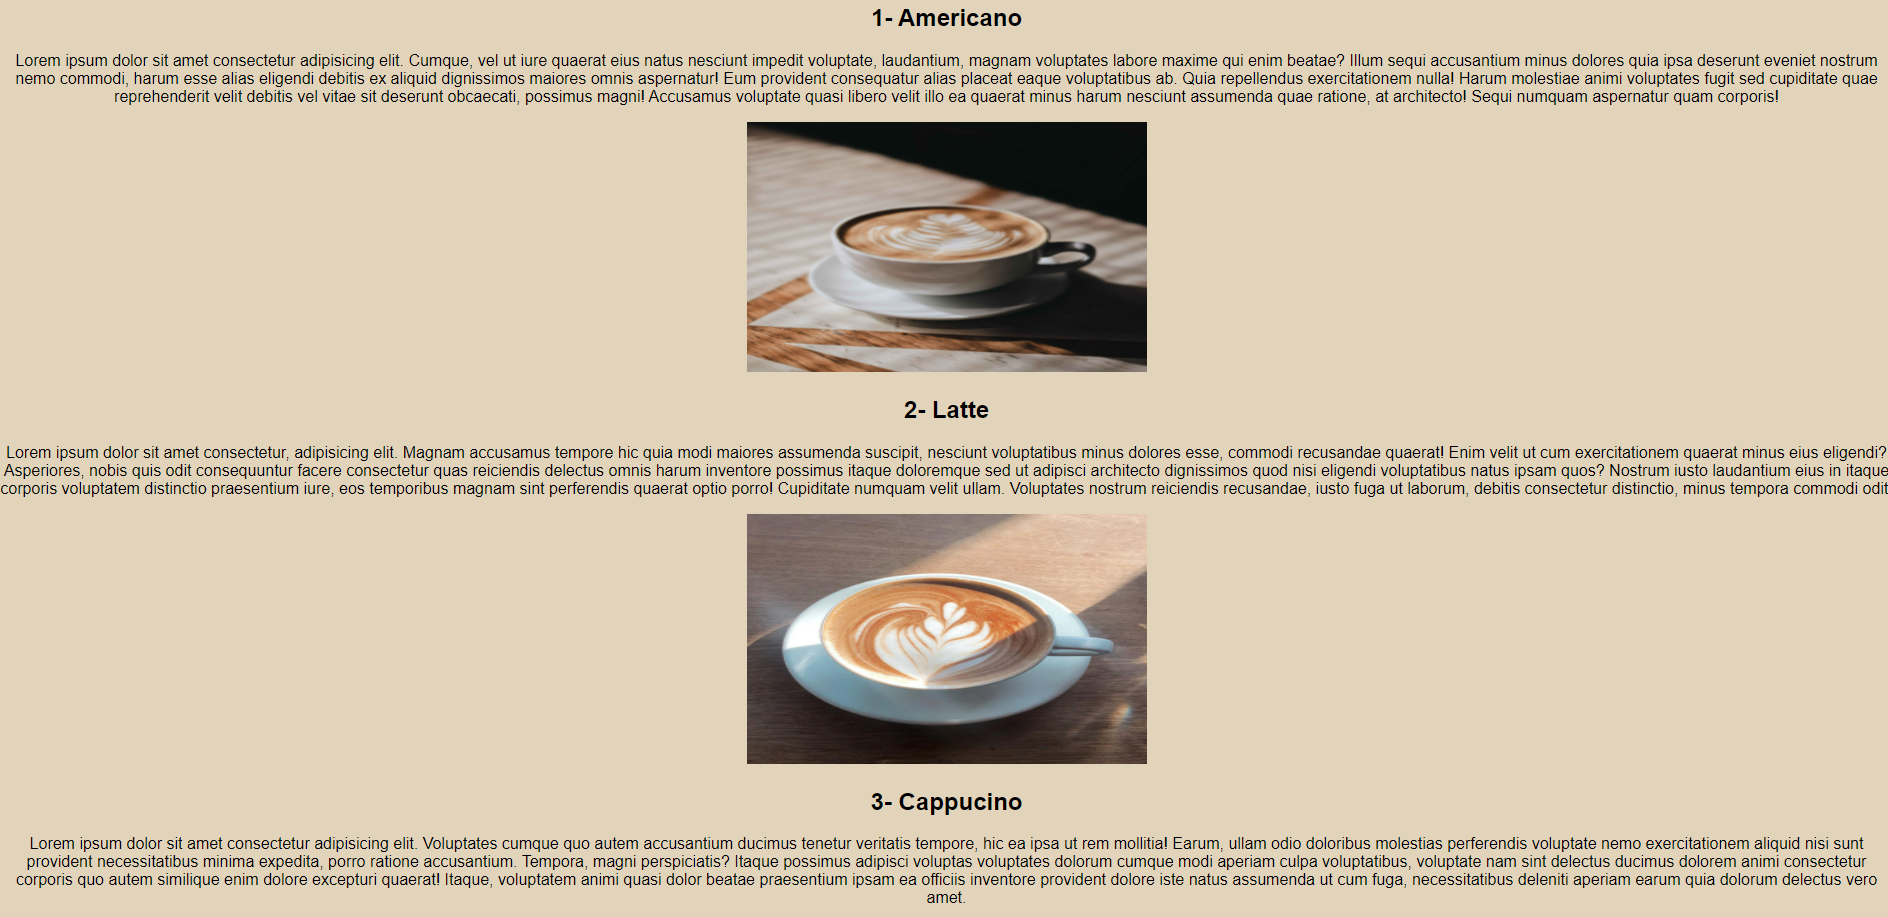 1- Americano
Lorem ipsum dolor sit amet consectetur adipisicing elit. Cumque, vel ut iure quaerat eius natus nesciunt impedit voluptate, laudantium, magnam voluptates labore maxime qui enim beatae? Illum sequi accusantium minus dolores quia ipsa deserunt eveniet nostrum
nemo commodi, harum esse alias eligendi debitis ex aliquid dignissimos maiores omnis aspernatur! Eum provident consequatur alias placeat eaque voluptatibus ab. Quia repellendus exercitationem nulla! Harum molestiae animi voluptates fugit sed cupiditate quae
reprehenderit velit debitis vel vitae sit deserunt obcaecati, possimus magni! Accusamus voluptate quasi libero velit illo ea quaerat minus harum nesciunt assumenda quae ratione, at architecto! Sequi numquam aspernatur quam corporis!
2- Latte
Lorem ipsum dolor sit amet consectetur, adipisicing elit. Magnam accusamus tempore hic quia modi maiores assumenda suscipit, nesciunt voluptatibus minus dolores esse, commodi recusandae quaerat! Enim velit ut cum exercitationem quaerat minus eius eligendi?
Asperiores, nobis quis odit consequuntur facere consectetur quas reiciendis delectus omnis harum inventore possimus itaque doloremque sed ut adipisci architecto dignissimos quod nisi eligendi voluptatibus natus ipsam quos? Nostrum iusto laudantium eius in itaque
corporis voluptatem distinctio praesentium iure, eos temporibus magnam sint perferendis quaerat optio porro! Cupiditate numquam velit ullam. Voluptates nostrum reiciendis recusandae, iusto fuga ut laborum, debitis consectetur distinctio, minus tempora commodi odit
3- Cappucino
Lorem ipsum dolor sit amet consectetur adipisicing elit. Voluptates cumque quo autem accusantium ducimus tenetur veritatis tempore, hic ea ipsa ut rem mollitia! Earum, ullam odio doloribus molestias perferendis voluptate nemo exercitationem aliquid nisi sunt
provident necessitatibus minima expedita, porro ratione accusantium. Tempora, magni perspiciatis? Itaque possimus adipisci voluptas voluptates dolorum cumque modi aperiam culpa voluptatibus, voluptate nam sint delectus ducimus dolorem animi consectetur
corporis quo autem similique enim dolore excepturi quaerat! Itaque, voluptatem animi quasi dolor beatae praesentium ipsam ea officiis inventore provident dolore iste natus assumenda ut cum fuga, necessitatibus deleniti aperiam earum quia dolorum delectus vero
amet.